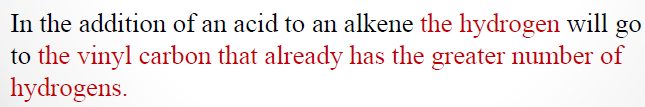 In the addition of an acid to an alkene the hydrogen will go
to the vinyl carbon that already has the greater number of
hydrogens.